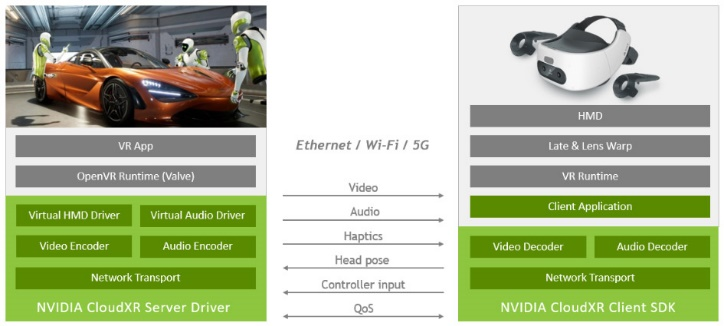 VR App
OpenVR Runtime (Valve)
Virtual HMD Driver
Virtual Audio Driver
Video Encoder
Audio Encoder
Network Transport
NVIDIA CloudXR Server Driver
Ethernet / Wi-Fi / 5G
Video
Audio
Haptics
Head pose
Controller input
QoS
HMD
Late & Lens Warp
VR Runtime
Client Application
Video Decoder
Audio Decoder
Network Transport
NVIDIA CloudXR Client SDK